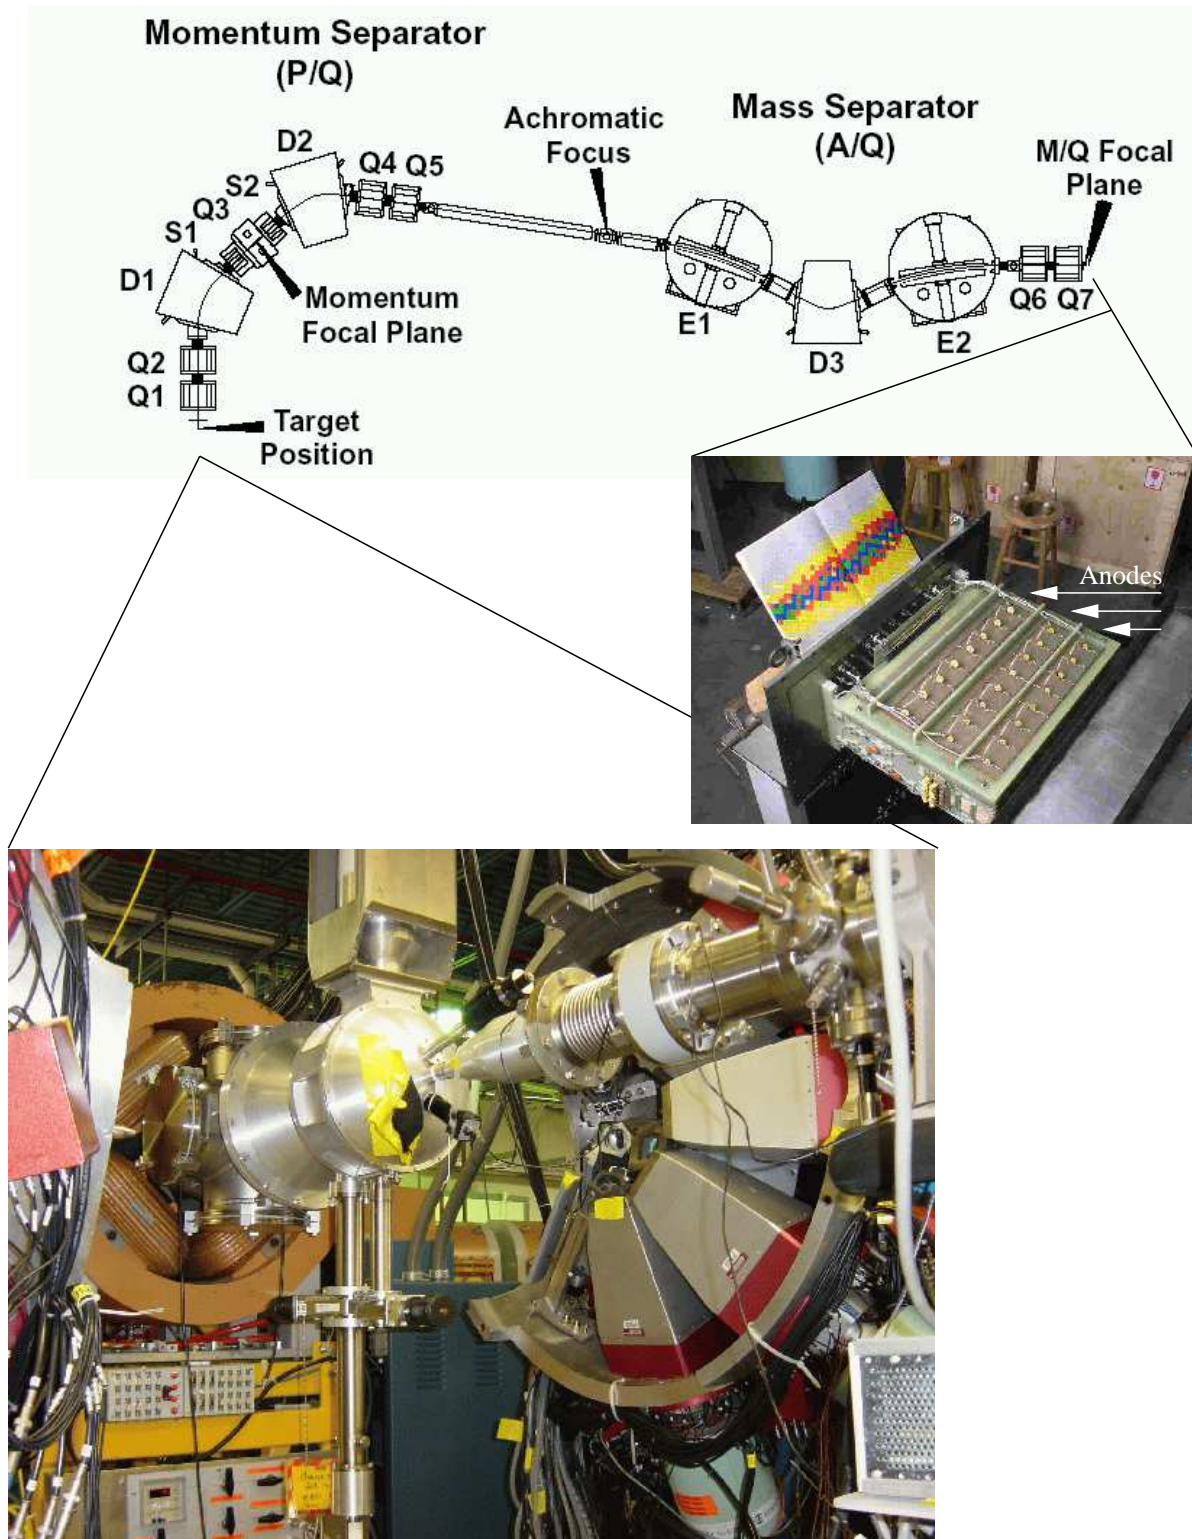 Momentum Separator
(P/Q)
Mass Separator
(A/Q)
Achromatic
Focus
M/Q Focal
Plane
D2
Q4
Q5
S2
Q3
S1
D1
Momentum
Focal Plane
Q2
Q1
Target
Position
E1
D3
E2
Q6
Q7
Anodes